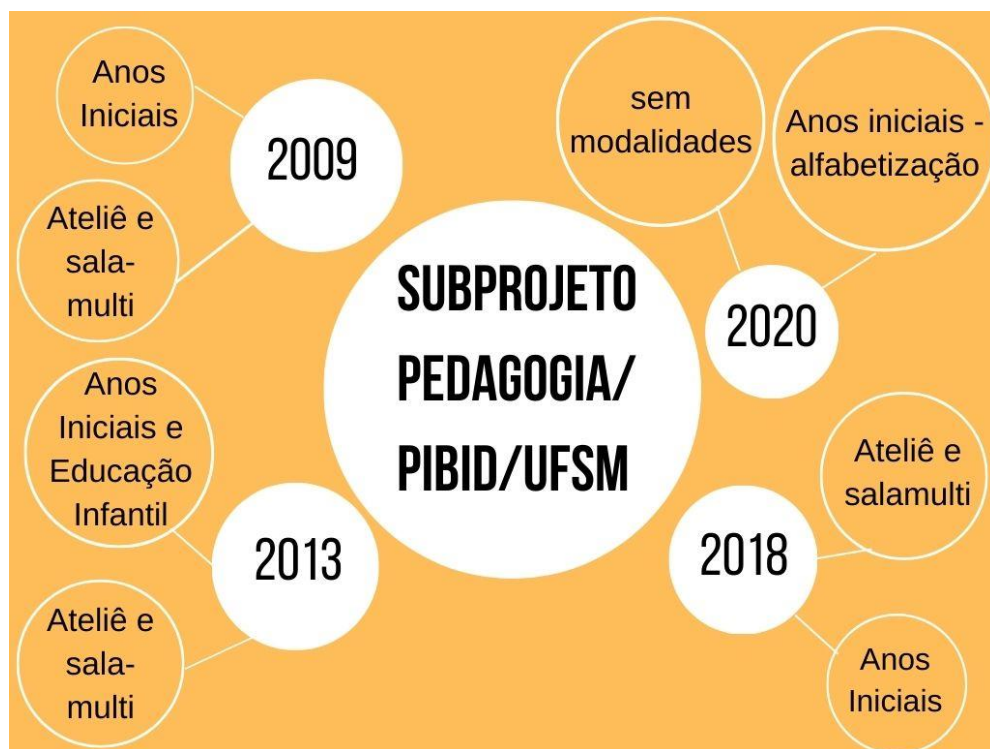 Anos
Iniciais
2009
Ateliê e
sala-
multi
Anos
Iniciais e
Educação
Infantil
2013
Ateliê e
sala-
multi
SUBPROJETO
PEDAGOGIA/
PIBID/UFSM
sem
modalidades
Anos iniciais -
alfabetização
2020
Ateliê e
salamulti
2018
Anos
Iniciais